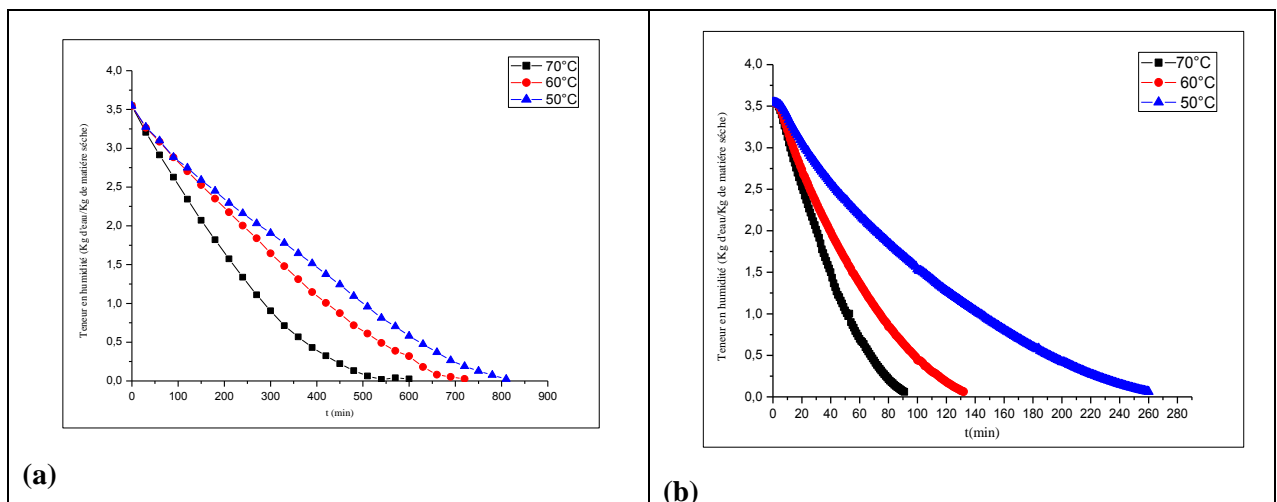 70°C
60°C
50°C
4,0
3,5
3,0
2,5
2,0
1,5
1,0
0,5
0,0
Teneur en humidité (Kg d'eau/Kg de matiére séche)
0 100 200 300 400 500 600 700 800 900
t (min)
(a)
70°C
60°C
50°C
4,0
3,5
3,0
2,5
2,0
1,5
1,0
0,5
0,0
Teneur en humidité (Kg d'eau/Kg de matiére séche)
0 20 40 60 80 100 120 140 160 180 200 220 240 260 280
t(min)
(b)